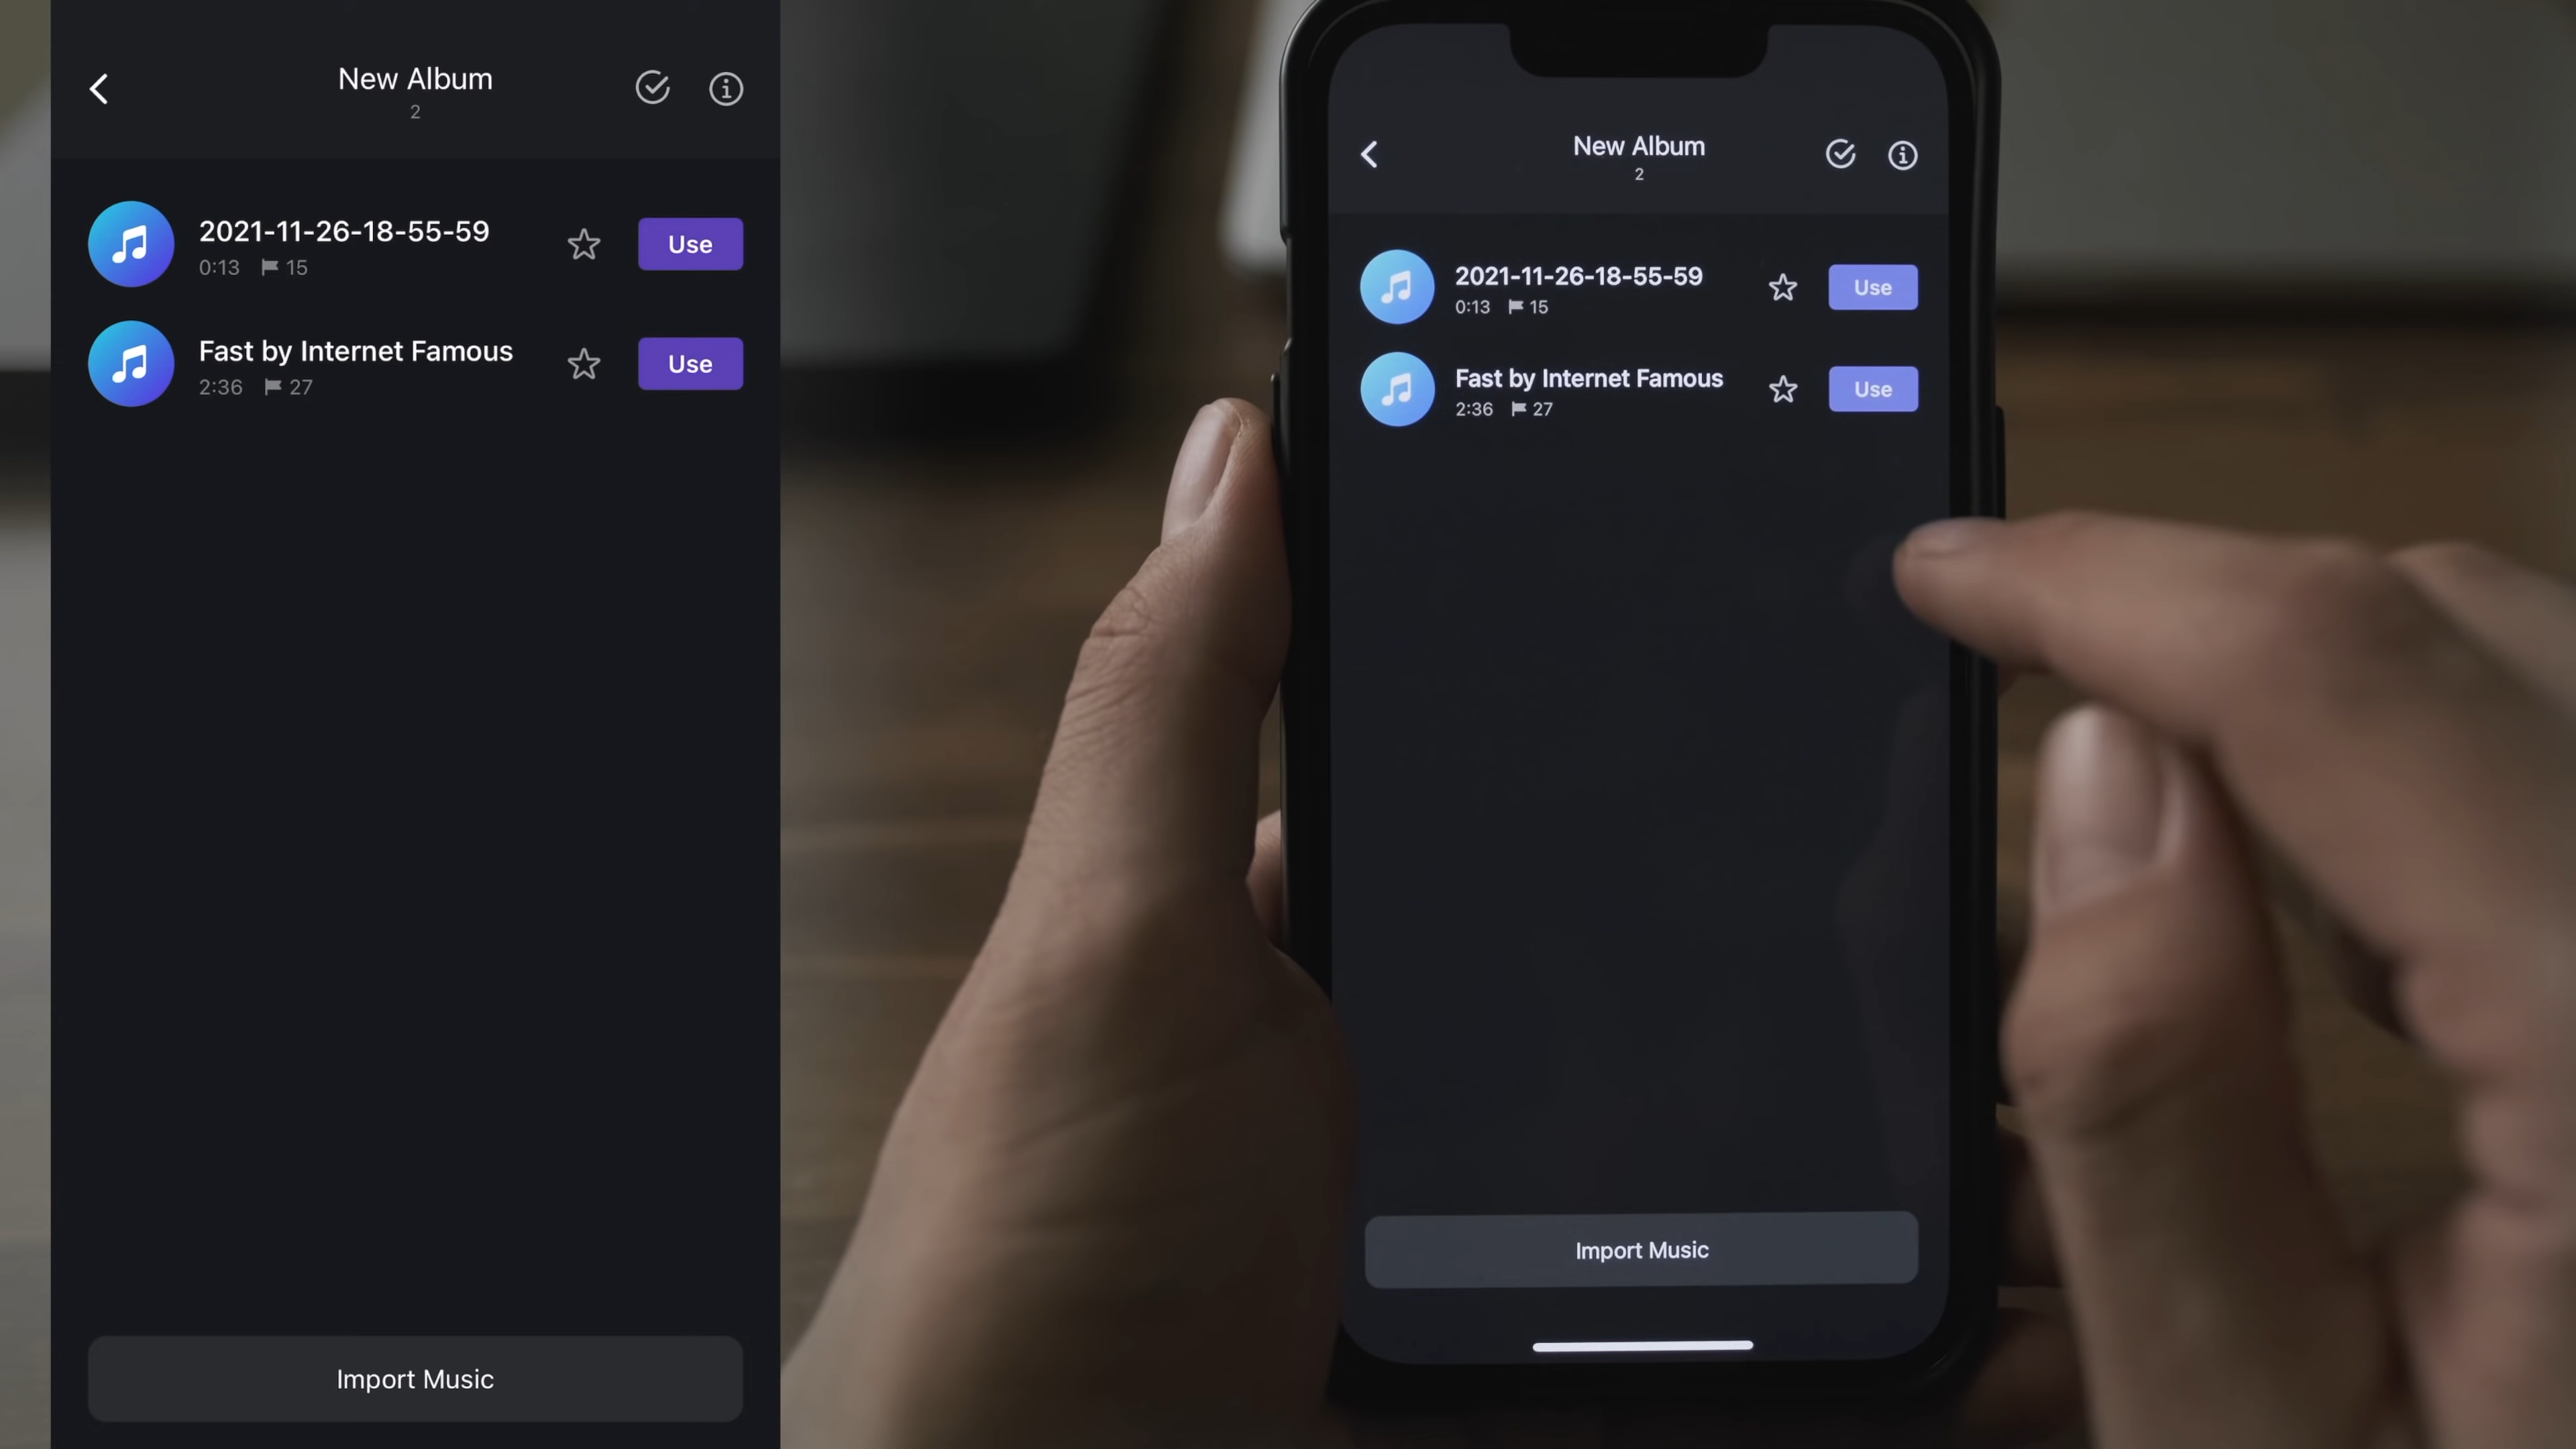 New Album
2
2021-11-26-18-55-59
0:13 15
Use
Fast by Internet Famous
2:36 27
Use
Import Music
New Album
2
2021-11-26-18-55-59
0:13 15
Use
Fast by Internet Famous
2:36 27
Use
Import Music